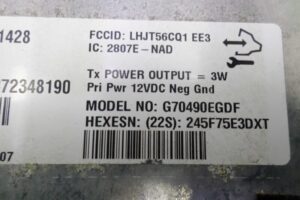 1428
FCCID: LHJT56CQ1 EE3
IC: 2807E-NAD
72348190
Tx POWER OUTPUT = 3W
Pri Pwr 12VDC Neg Gnd
MODEL NO: G70490EGDF
HEXESN: (22S): 245F75E3DXT
07